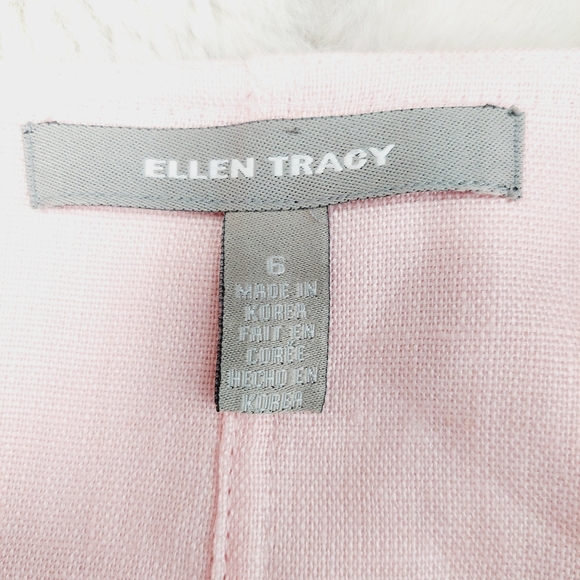 ELLEN TRACY
6
MADE IN
KOREA
FAIT EN
CORÉE
HECHO EN
KOREA